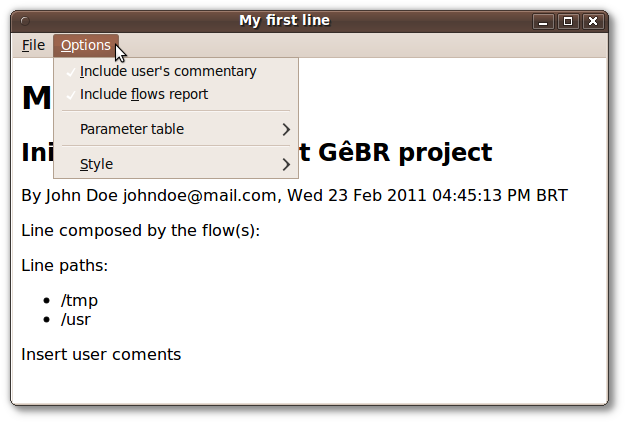 My first line
File Options
Include user's commentary
Include flows report
Parameter table
Style
M
Ini t GêBR project
By John Doe johndoe@mail.com, Wed 23 Feb 2011 04:45:13 PM BRT
Line composed by the flow(s):
Line paths:
• /tmp
• /usr
Insert user coments